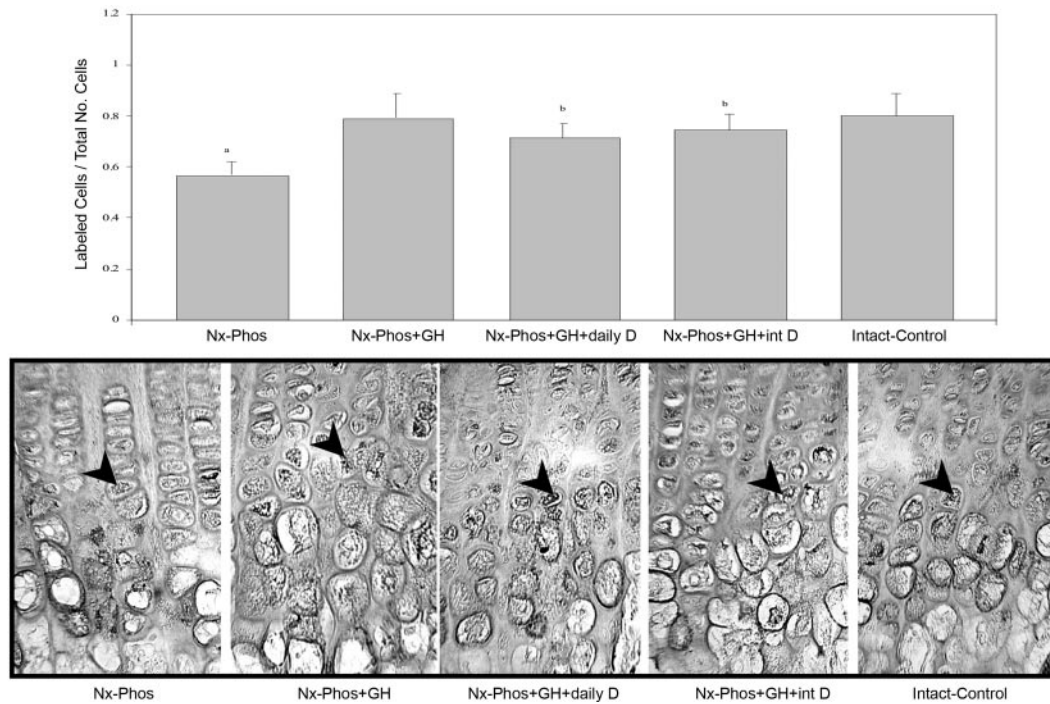 1.2
1
0.8
0.6
0.4
0.2
0
Labeled Cells / Total No. Cells
a
b
b
Nx-Phos
Nx-Phos+GH
Nx-Phos+GH+daily D
Nx-Phos+GH+int D
Intact-Control
Nx-Phos
Nx-Phos+GH
Nx-Phos+GH+daily D
Nx-Phos+GH+int D
Intact-Control